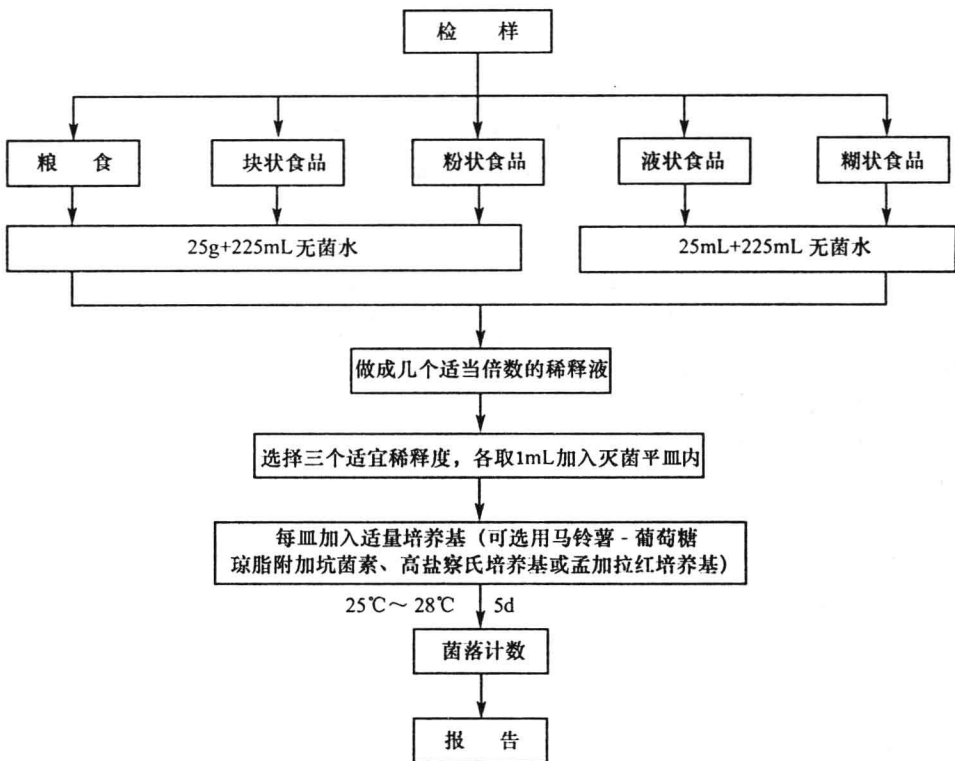 检 样
粮 食
块状食品
粉状食品
液状食品
糊状食品
25g+225mL无菌水
25mL+225mL 无菌水
做成几个适当倍数的稀释液
选择三个适宜稀释度，各取1mL加入灭菌平皿内
每皿加入适量培养基（可选用马铃薯-葡萄糖
琼脂附加坑菌素、高盐察氏培养基或孟加拉红培养基）
25℃～28℃ 5d
菌落计数
报 告